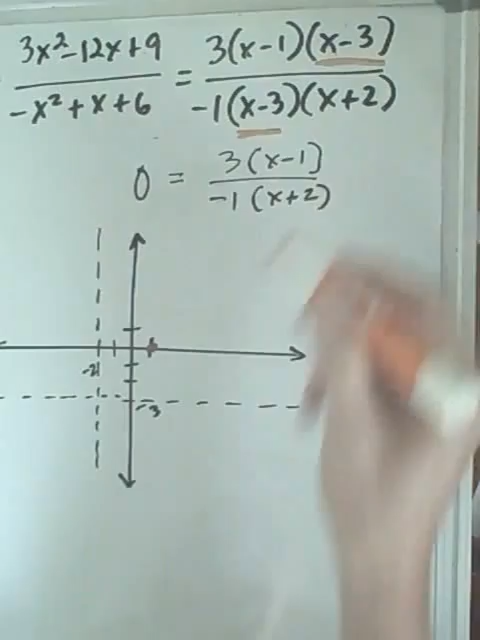 3x²-12x+9 / -x²+x+6 = 3(x-1)(x-3) / -1(x-3)(x+2)
0 = 3(x-1) / -1(x+2)
-2
-3